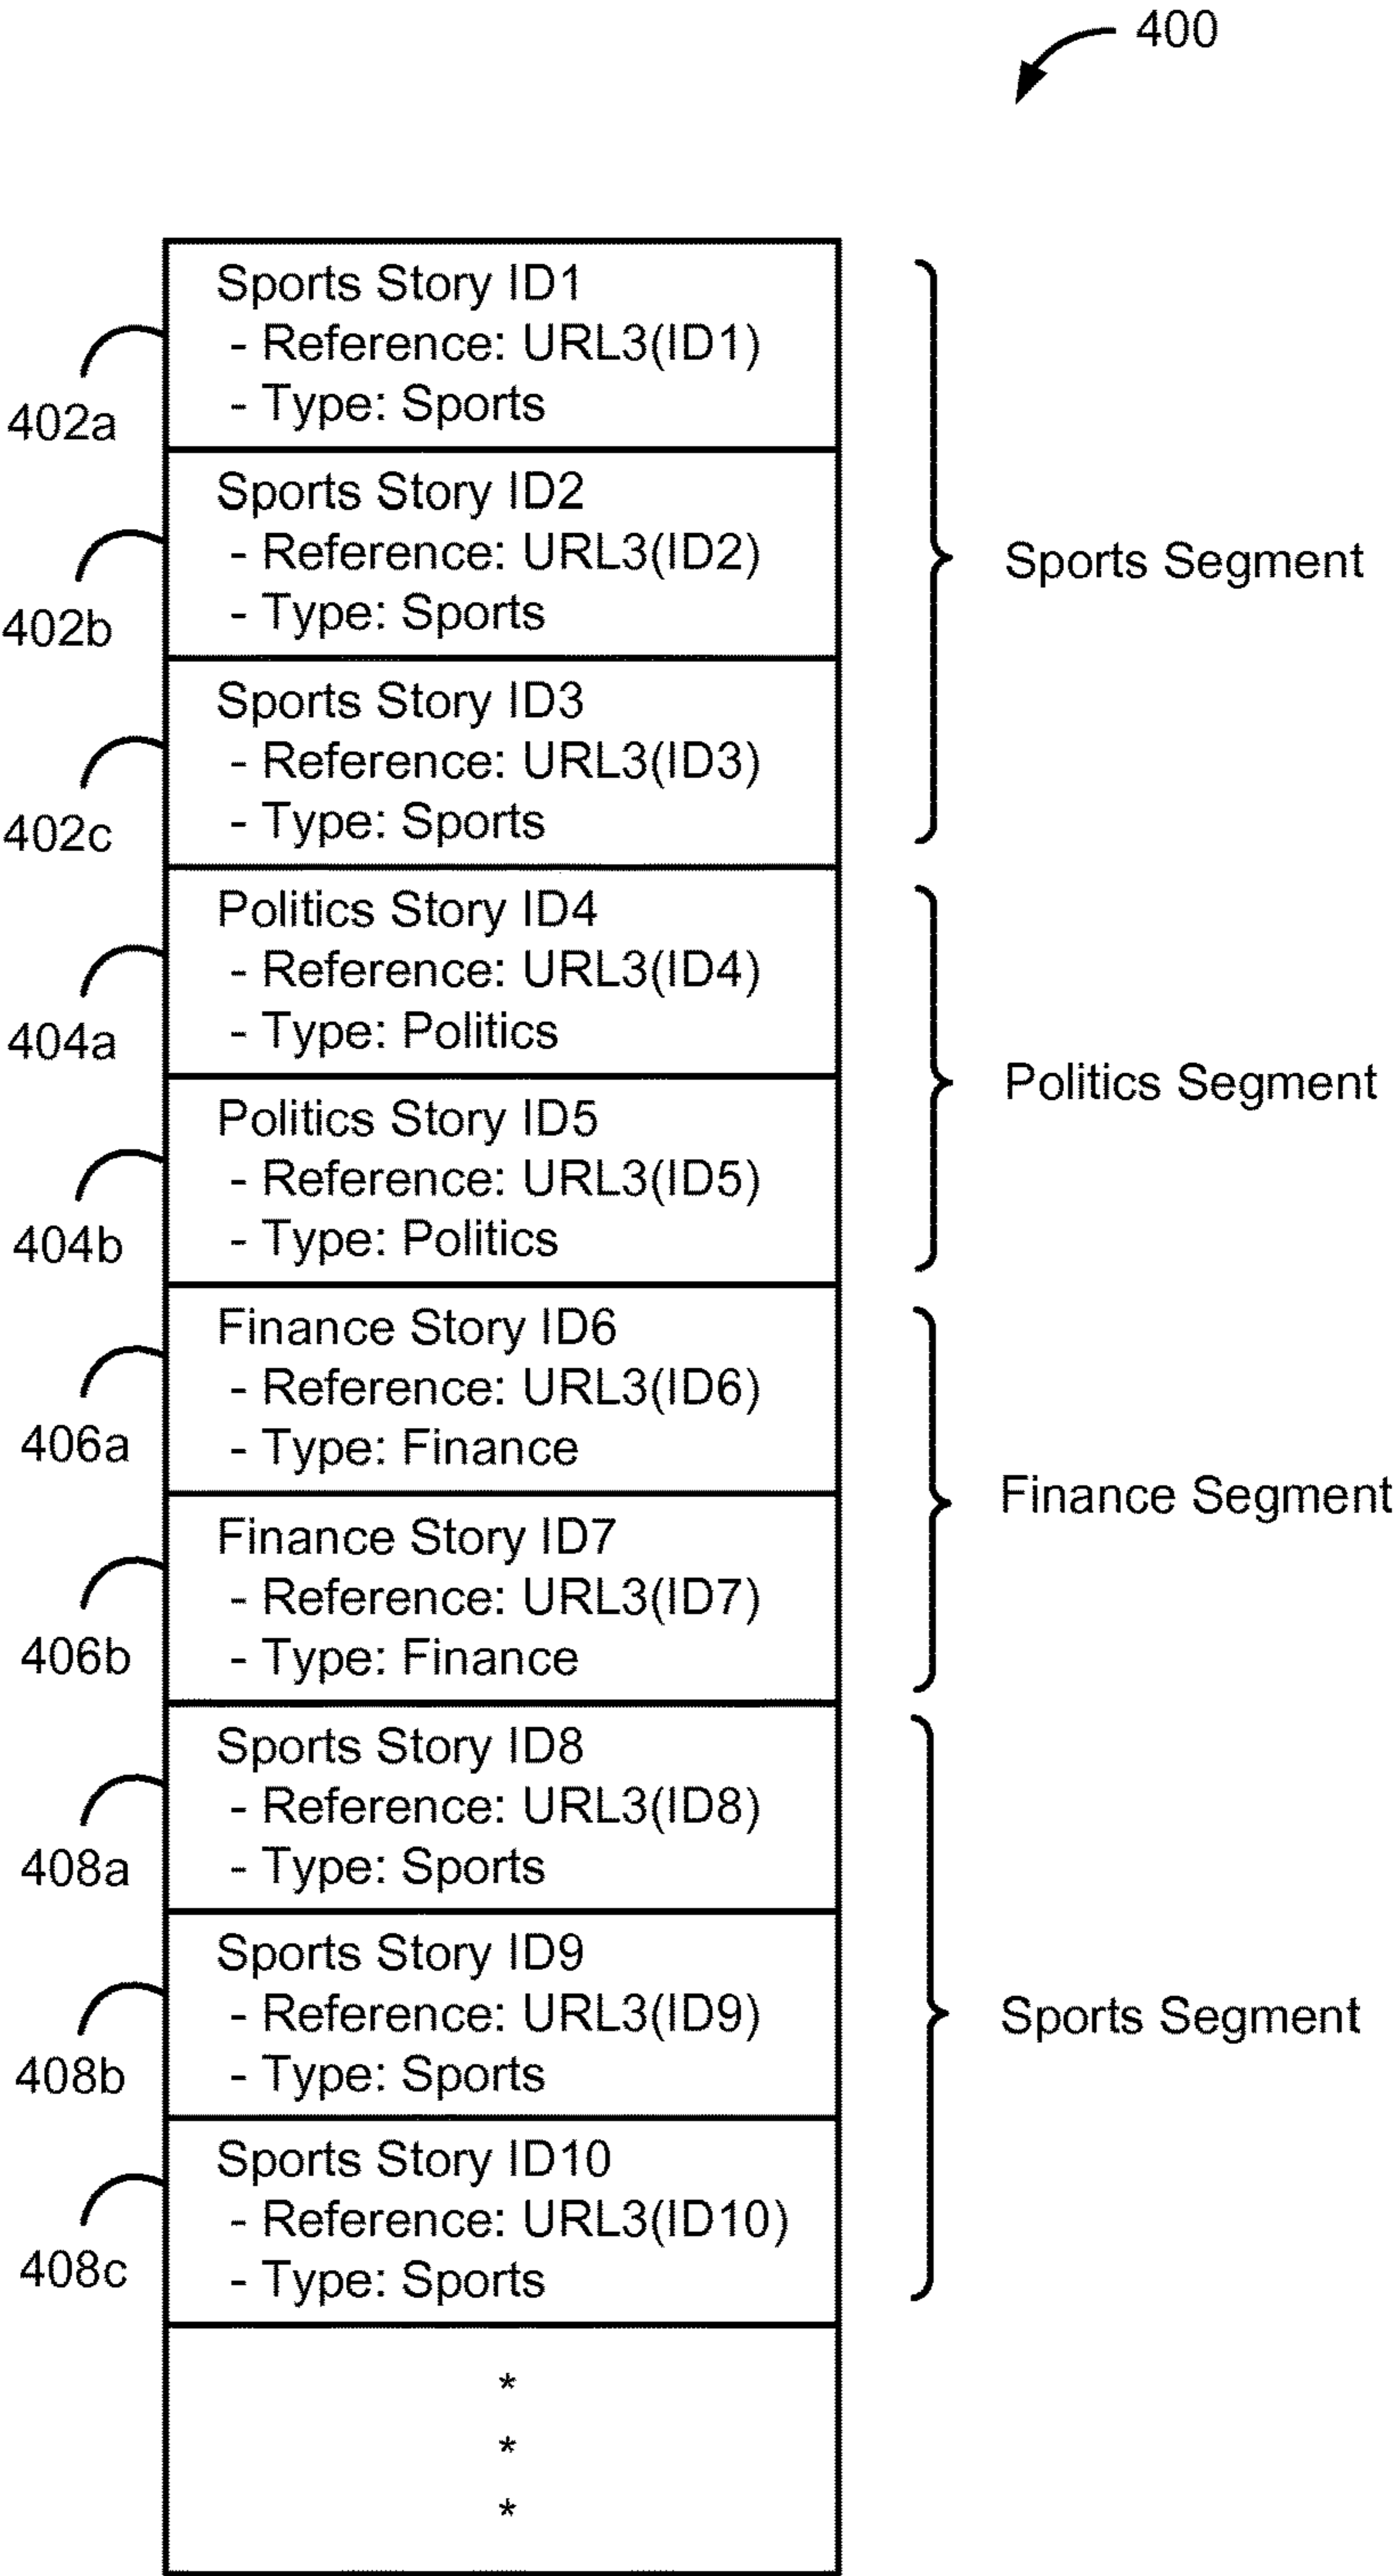 400
Sports Story ID1
- Reference: URL3(ID1)
- Type: Sports
402a
Sports Story ID2
- Reference: URL3(ID2)
- Type: Sports
402b
Sports Segment
Sports Story ID3
- Reference: URL3(ID3)
- Type: Sports
402c
Politics Story ID4
- Reference: URL3(ID4)
- Type: Politics
404a
Politics Segment
Politics Story ID5
- Reference: URL3(ID5)
- Type: Politics
404b
Finance Story ID6
- Reference: URL3(ID6)
- Type: Finance
406a
Finance Segment
Finance Story ID7
- Reference: URL3(ID7)
- Type: Finance
406b
Sports Story ID8
- Reference: URL3(ID8)
- Type: Sports
408a
Sports Story ID9
- Reference: URL3(ID9)
- Type: Sports
408b
Sports Segment
Sports Story ID10
- Reference: URL3(ID10)
- Type: Sports
408c
*
*
*